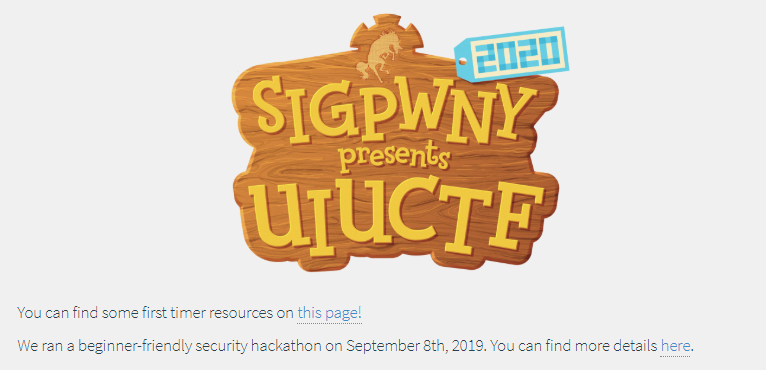 2020
SIGPWNY
presents
UIUCTF
You can find some first timer resources on this page!
We ran a beginner-friendly security hackathon on September 8th, 2019. You can find more details here.